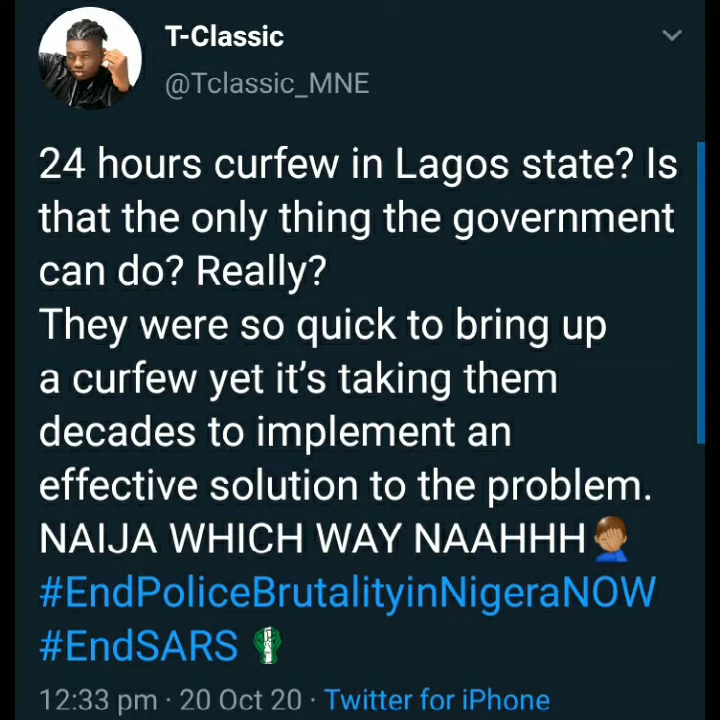 T-Classic
@Tclassic_MNE
24 hours curfew in Lagos state? Is
that the only thing the government
can do? Really?
They were so quick to bring up
a curfew yet it's taking them
decades to implement an
effective solution to the problem.
NAIJA WHICH WAY NAAHHH🤦🏽‍♂️
#EndPoliceBrutalityinNigeraNOW
#EndSARS
12:33 pm · 20 Oct 20 · Twitter for iPhone